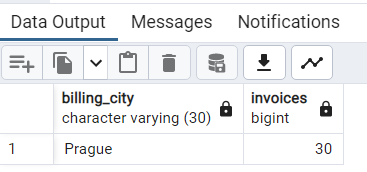 Data Output Messages Notifications
billing_city invoices
character varying (30) bigint
1 Prague 30